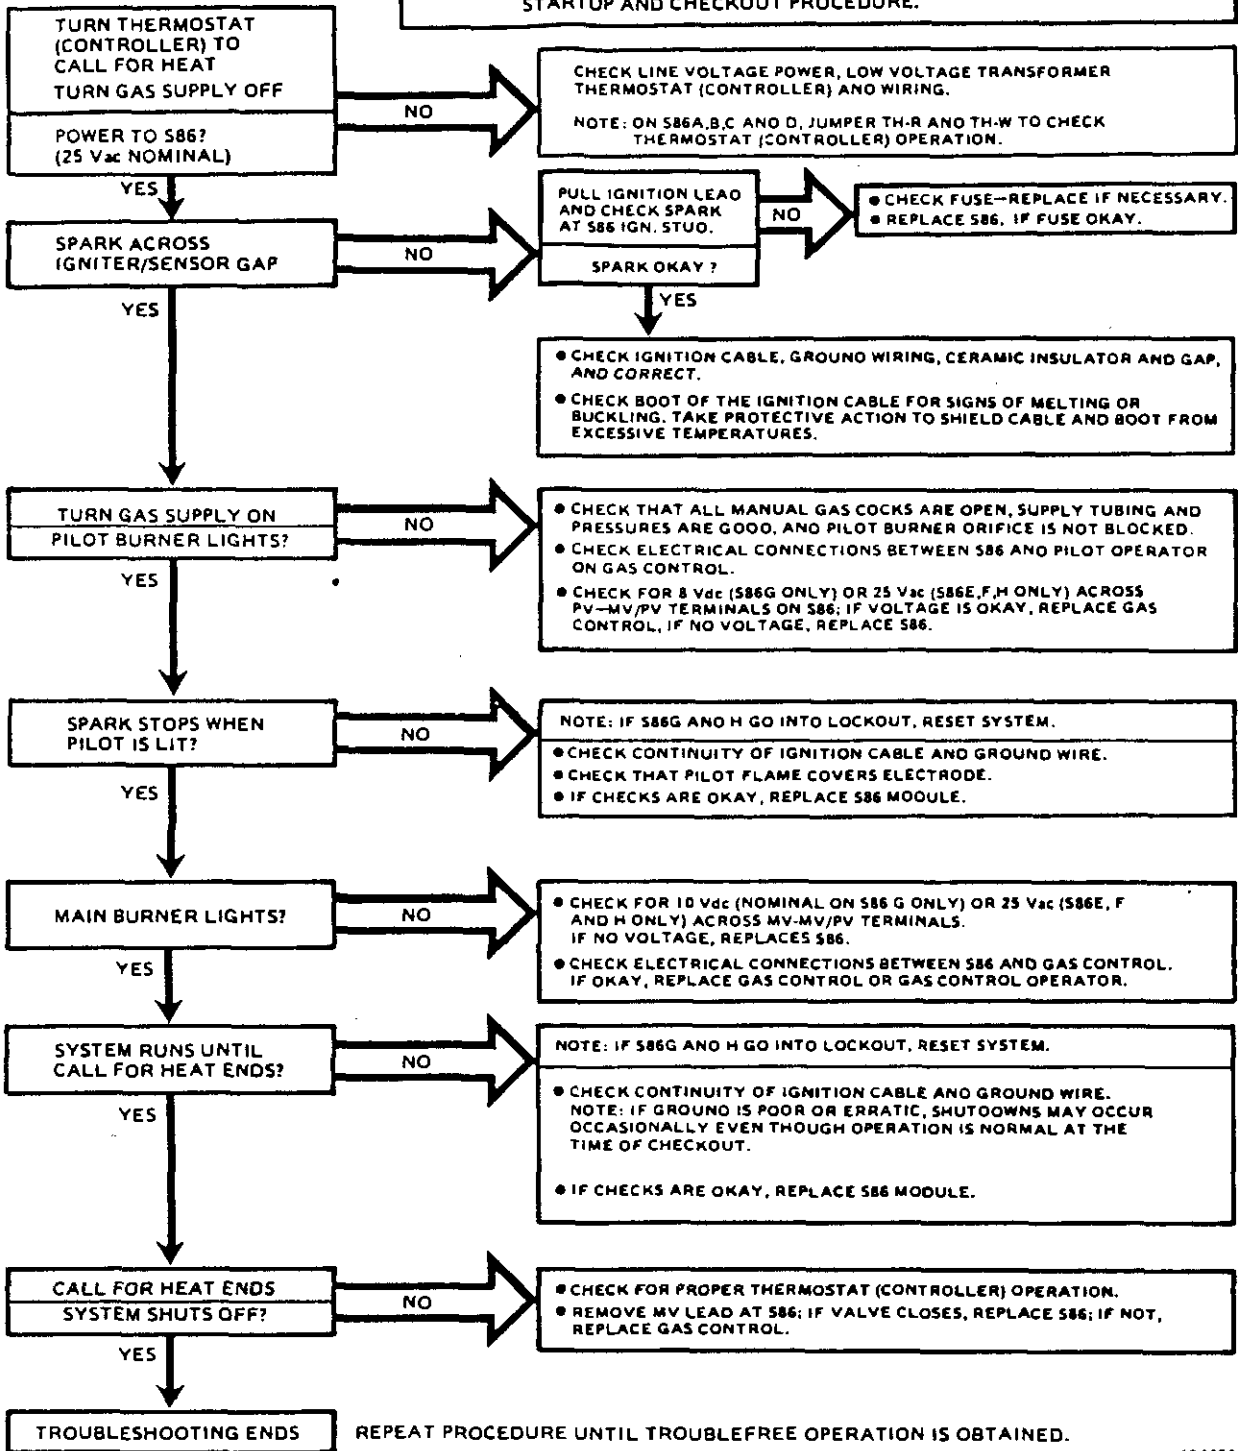 STARTUP AND CHECKOUT PROCEDURE.
TURN THERMOSTAT
(CONTROLLER) TO
CALL FOR HEAT
TURN GAS SUPPLY OFF
POWER TO S86?
(25 Vac NOMINAL)
NO
CHECK LINE VOLTAGE POWER, LOW VOLTAGE TRANSFORMER
THERMOSTAT (CONTROLLER) AND WIRING.
NOTE: ON S86A,B,C AND D, JUMPER TH-R AND TH-W TO CHECK
THERMOSTAT (CONTROLLER) OPERATION.
YES
SPARK ACROSS
IGNITER/SENSOR GAP
NO
PULL IGNITION LEAD
AND CHECK SPARK
AT S86 IGN. STUD.
SPARK OKAY ?
NO
• CHECK FUSE—REPLACE IF NECESSARY.
• REPLACE S86, IF FUSE OKAY.
YES
• CHECK IGNITION CABLE, GROUND WIRING, CERAMIC INSULATOR AND GAP,
AND CORRECT.
• CHECK BOOT OF THE IGNITION CABLE FOR SIGNS OF MELTING OR
BUCKLING. TAKE PROTECTIVE ACTION TO SHIELD CABLE AND BOOT FROM
EXCESSIVE TEMPERATURES.
YES
TURN GAS SUPPLY ON
PILOT BURNER LIGHTS?
NO
• CHECK THAT ALL MANUAL GAS COCKS ARE OPEN, SUPPLY TUBING AND
PRESSURES ARE GOOD, AND PILOT BURNER ORIFICE IS NOT BLOCKED.
• CHECK ELECTRICAL CONNECTIONS BETWEEN S86 AND PILOT OPERATOR
ON GAS CONTROL.
• CHECK FOR 8 Vdc (S86G ONLY) OR 25 Vac (S86E,F,H ONLY) ACROSS
PV—MV/PV TERMINALS ON S86; IF VOLTAGE IS OKAY, REPLACE GAS
CONTROL, IF NO VOLTAGE, REPLACE S86.
YES
SPARK STOPS WHEN
PILOT IS LIT?
NO
NOTE: IF S86G AND H GO INTO LOCKOUT, RESET SYSTEM.
• CHECK CONTINUITY OF IGNITION CABLE AND GROUND WIRE.
• CHECK THAT PILOT FLAME COVERS ELECTRODE.
• IF CHECKS ARE OKAY, REPLACE S86 MODULE.
YES
MAIN BURNER LIGHTS?
NO
• CHECK FOR 10 Vdc (NOMINAL ON S86 G ONLY) OR 25 Vac (S86E, F
AND H ONLY) ACROSS MV-MV/PV TERMINALS.
IF NO VOLTAGE, REPLACES S86.
• CHECK ELECTRICAL CONNECTIONS BETWEEN S86 AND GAS CONTROL.
IF OKAY, REPLACE GAS CONTROL OR GAS CONTROL OPERATOR.
YES
SYSTEM RUNS UNTIL
CALL FOR HEAT ENDS?
NO
NOTE: IF S86G AND H GO INTO LOCKOUT, RESET SYSTEM.
• CHECK CONTINUITY OF IGNITION CABLE AND GROUND WIRE.
NOTE: IF GROUND IS POOR OR ERRATIC, SHUTDOWNS MAY OCCUR
OCCASIONALLY EVEN THOUGH OPERATION IS NORMAL AT THE
TIME OF CHECKOUT.
• IF CHECKS ARE OKAY, REPLACE S86 MODULE.
YES
CALL FOR HEAT ENDS
SYSTEM SHUTS OFF?
NO
• CHECK FOR PROPER THERMOSTAT (CONTROLLER) OPERATION.
• REMOVE MV LEAD AT S86; IF VALVE CLOSES, REPLACE S86; IF NOT,
REPLACE GAS CONTROL.
YES
TROUBLESHOOTING ENDS
REPEAT PROCEDURE UNTIL TROUBLEFREE OPERATION IS OBTAINED.